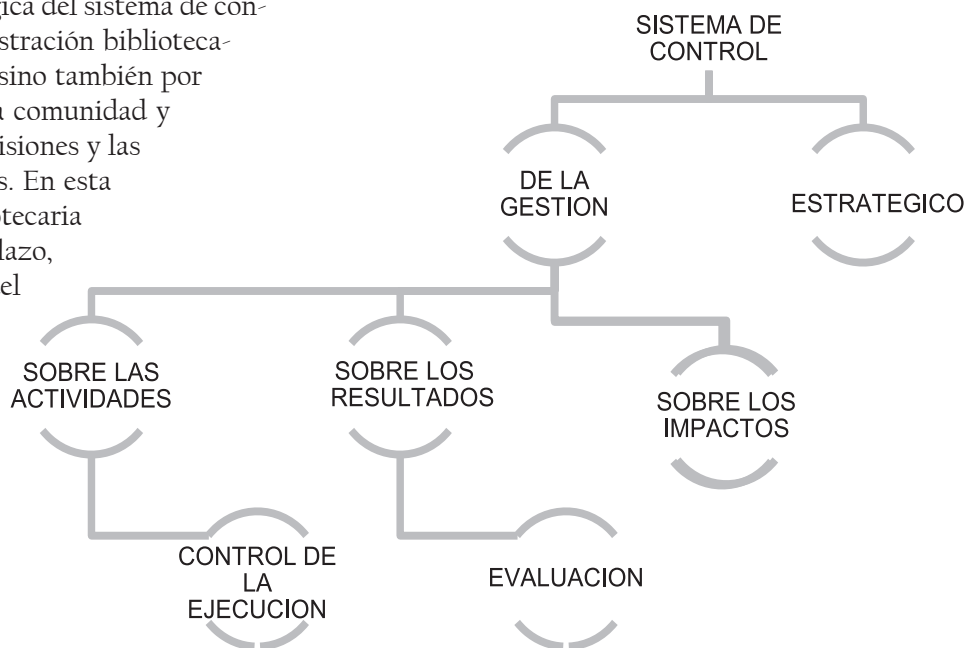 gica del sistema de con-
stración biblioteca-
sino también por
a comunidad y
isiones y las
s. En esta
otecaria
lazo,
el
SISTEMA DE
CONTROL
DE LA
GESTION
ESTRATEGICO
SOBRE LAS
ACTIVIDADES
SOBRE LOS
RESULTADOS
SOBRE LOS
IMPACTOS
CONTROL DE
LA
EJECUCION
EVALUACION